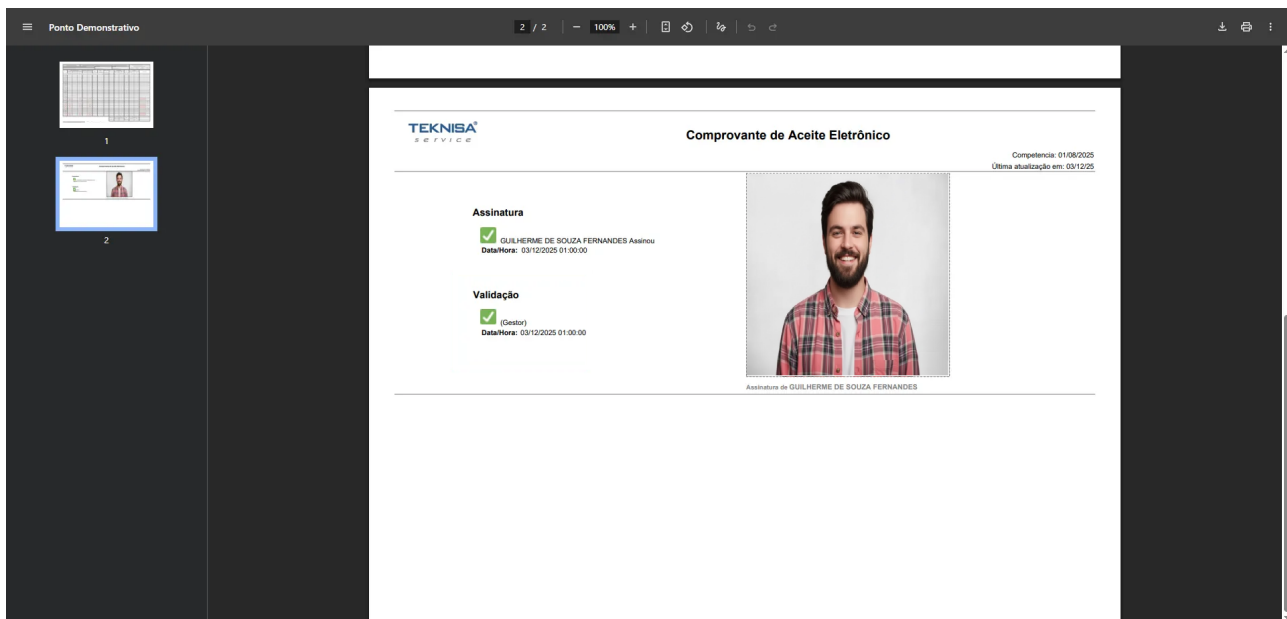 Ponto Demonstrativo
2 / 2
100%
1
2
TEKNISA®
service
Comprovante de Aceite Eletrônico
Competencia: 01/08/2025
Última atualização em: 03/12/25
Assinatura
GUILHERME DE SOUZA FERNANDES Assinou
Data/Hora: 03/12/2025 01:00:00
Validação
(Gestor)
Data/Hora: 03/12/2025 01:00:00
Assinatura de GUILHERME DE SOUZA FERNANDES